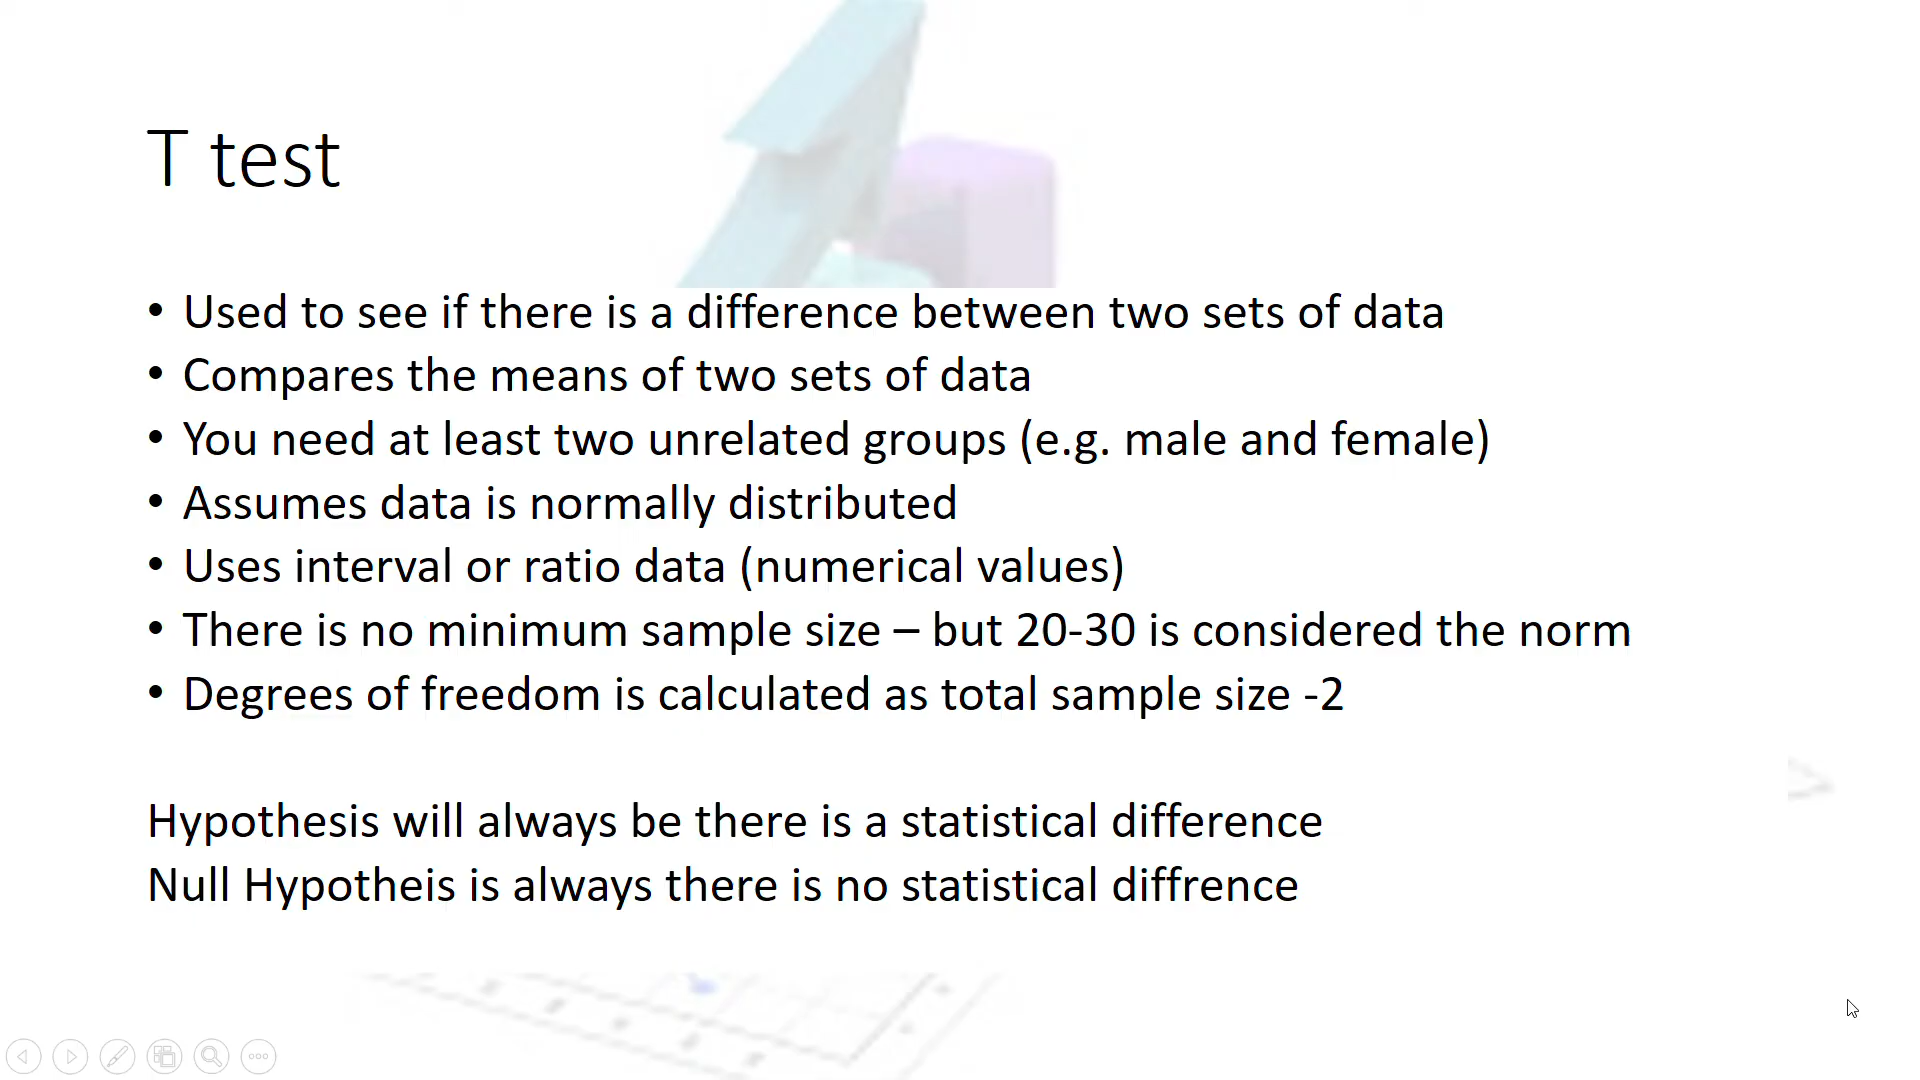 T test
• Used to see if there is a difference between two sets of data
• Compares the means of two sets of data
• You need at least two unrelated groups (e.g. male and female)
• Assumes data is normally distributed
• Uses interval or ratio data (numerical values)
• There is no minimum sample size – but 20-30 is considered the norm
• Degrees of freedom is calculated as total sample size -2
Hypothesis will always be there is a statistical difference
Null Hypotheis is always there is no statistical diffrence